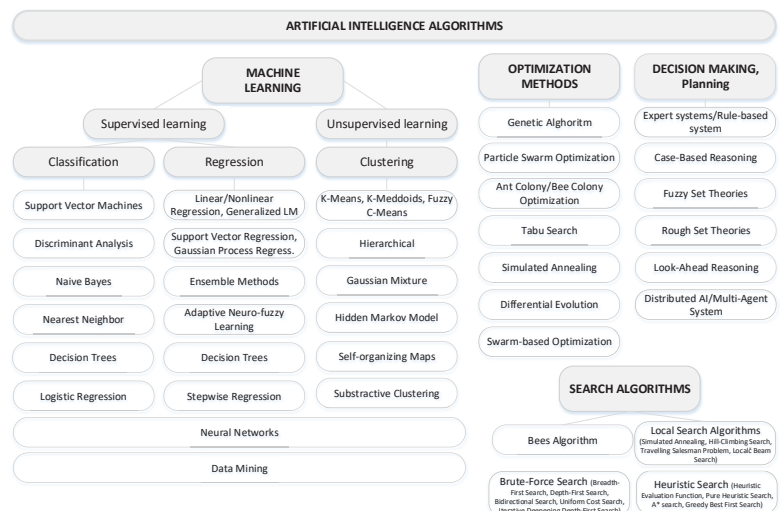 ARTIFICIAL INTELLIGENCE ALGORITHMS
MACHINE
LEARNING
Supervised learning
Unsupervised learning
Classification
Regression
Clustering
Support Vector Machines
Linear/Nonlinear
Regression, Generalized LM
K-Means, K-Meddoids, Fuzzy
C-Means
Discriminant Analysis
Support Vector Regression,
Gaussian Process Regress.
Hierarchical
Naive Bayes
Ensemble Methods
Gaussian Mixture
Nearest Neighbor
Adaptive Neuro-fuzzy
Learning
Hidden Markov Model
Decision Trees
Decision Trees
Self-organizing Maps
Logistic Regression
Stepwise Regression
Substractive Clustering
Neural Networks
Data Mining
OPTIMIZATION
METHODS
Genetic Alghoritm
Particle Swarm Optimization
Ant Colony/Bee Colony
Optimization
Tabu Search
Simulated Annealing
Differential Evolution
Swarm-based Optimization
DECISION MAKING,
Planning
Expert systems/Rule-based
system
Case-Based Reasoning
Fuzzy Set Theories
Rough Set Theories
Look-Ahead Reasoning
Distributed AI/Multi-Agent
System
SEARCH ALGORITHMS
Bees Algorithm
Local Search Algorithms
(Simulated Annealing, Hill-Climbing Search,
Travelling Salesman Problem, Localč Beam
Search)
Brute-Force Search (Breadth-
First Search, Depth-First Search,
Bidirectional Search, Uniform Cost Search,
Iterative Deepening Depth-First Search)
Heuristic Search (Heuristic
Evaluation Function, Pure Heuristic Search,
A* search, Greedy Best First Search)